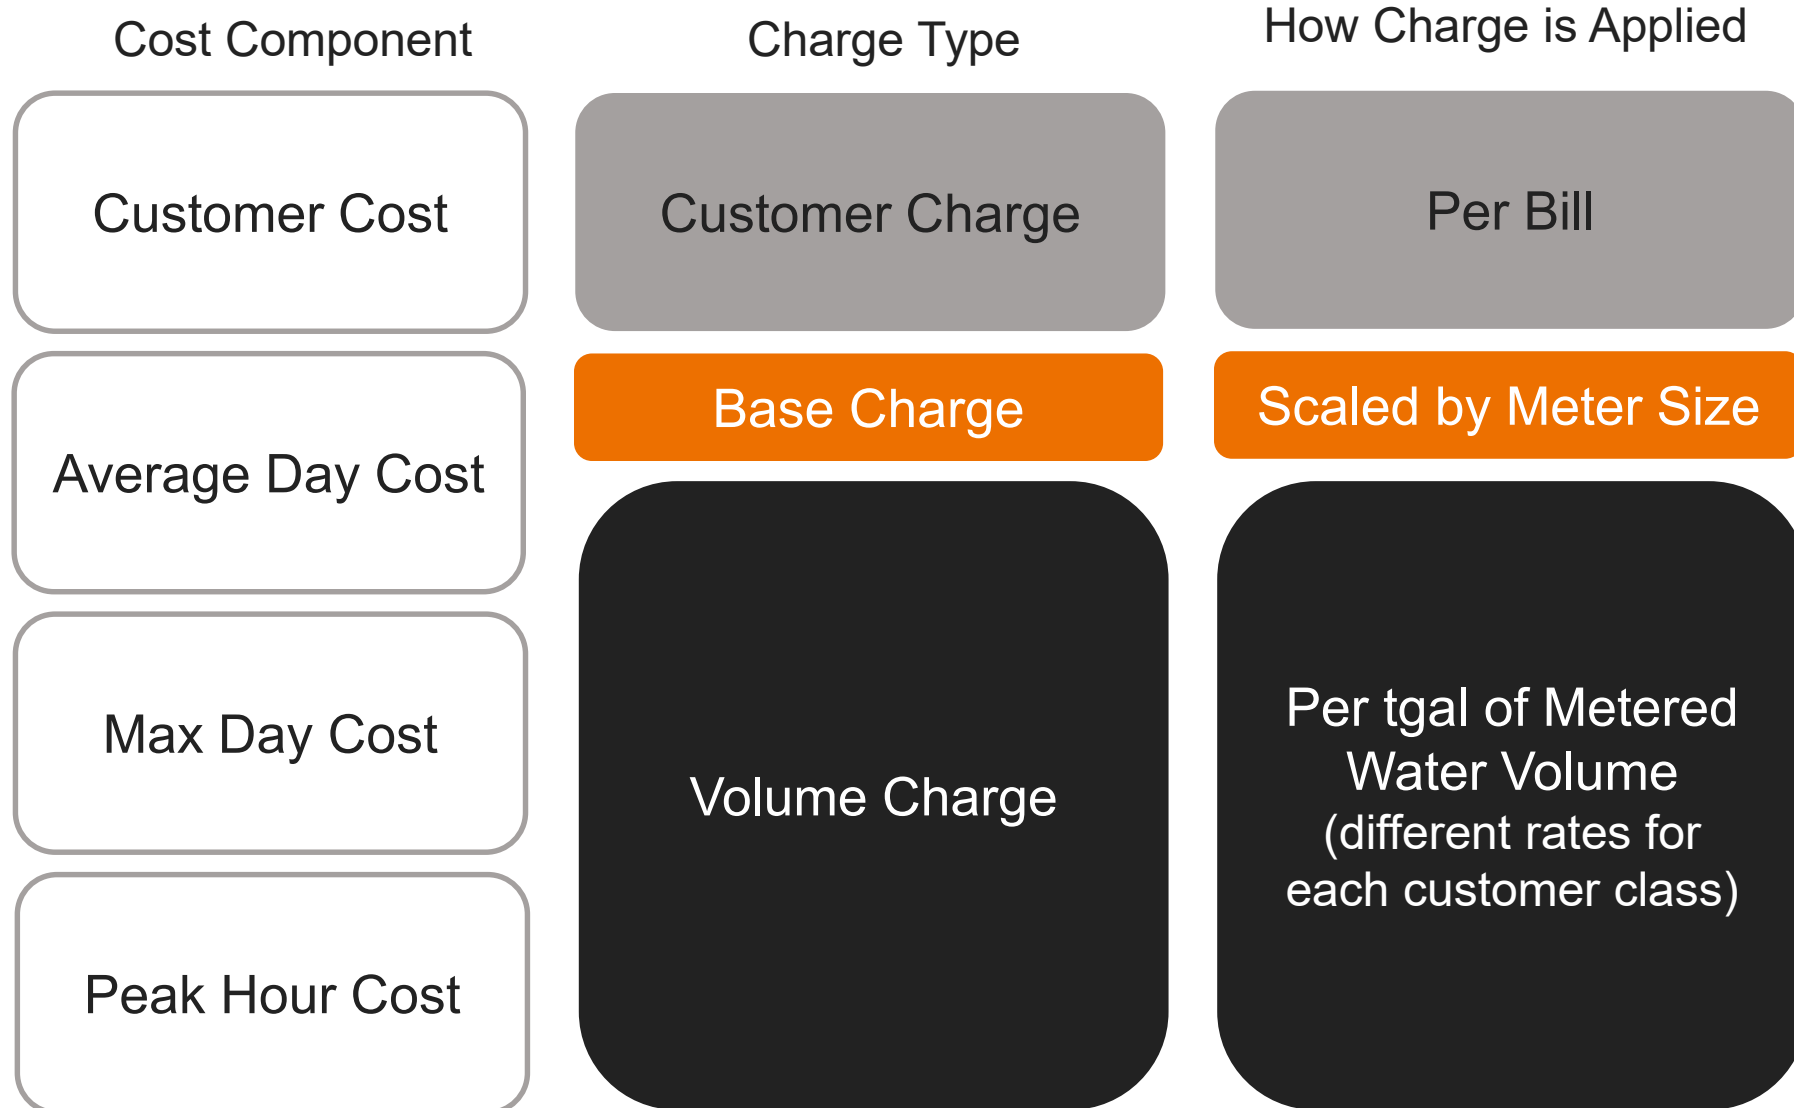 Cost Component
Charge Type
How Charge is Applied
Customer Cost
Customer Charge
Per Bill
Average Day Cost
Base Charge
Scaled by Meter Size
Max Day Cost
Volume Charge
Per tgal of Metered
Water Volume
(different rates for
each customer class)
Peak Hour Cost